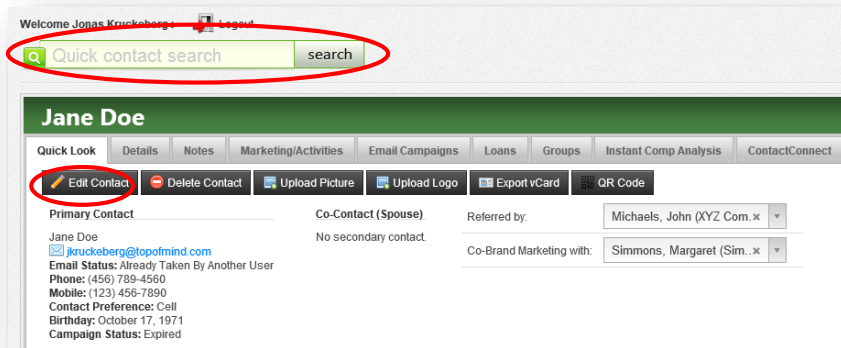 Welcome Jonas Kruckeberg: Logout
Quick contact search search
Jane Doe
Quick Look Details Notes Marketing/Activities Email Campaigns Loans Groups Instant Comp Analysis ContactConnect
Edit Contact Delete Contact Upload Picture Upload Logo Export vCard QR Code
Primary Contact Co-Contact (Spouse) Referred by: Michaels, John (XYZ Com.
Jane Doe No secondary contact.
jkruckeberg@topofmind.com Co-Brand Marketing with: Simmons, Margaret (Sim..
Email Status: Already Taken By Another User
Phone: (456) 789-4560
Mobile: (123) 456-7890
Contact Preference: Cell
Birthday: October 17, 1971
Campaign Status: Expired